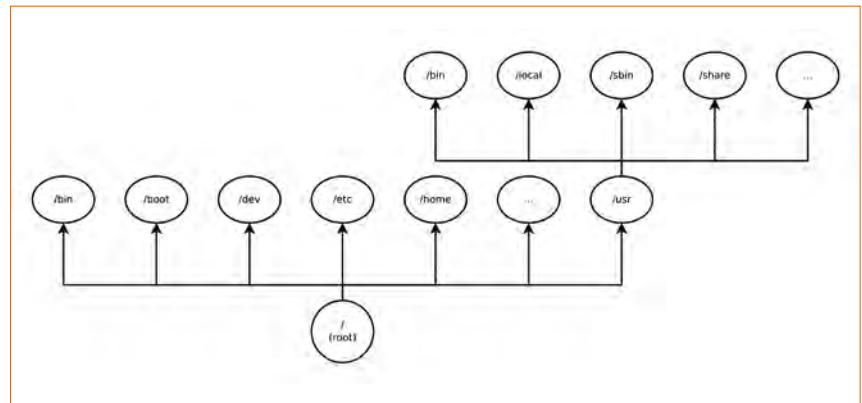 /bin /local /sbin /share ...
/bin /boot /dev /etc /home ... /usr
/
(root)